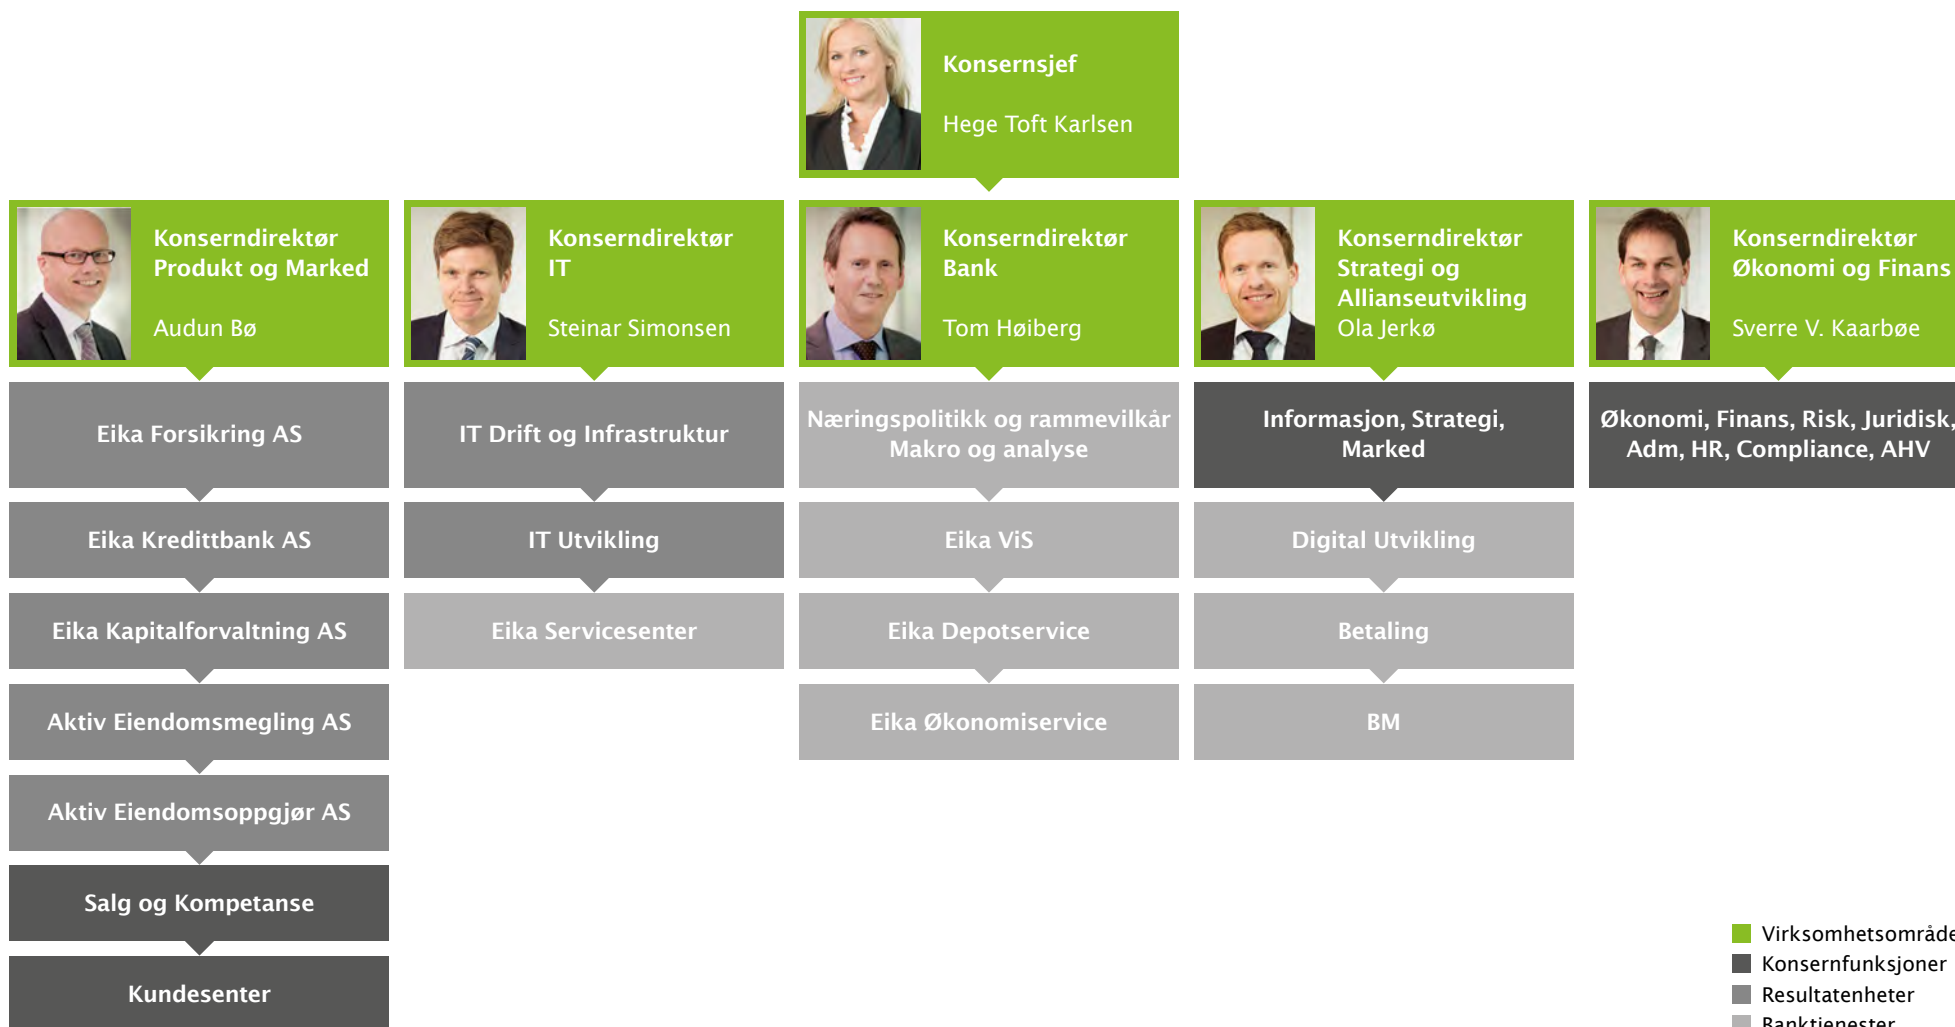 Konsernsjef
Hege Toft Karlsen
Konserndirektør
Produkt og Marked
Audun Bø
Konserndirektør
IT
Steinar Simonsen
Konserndirektør
Bank
Tom Høiberg
Konserndirektør
Strategi og
Allianseutvikling
Ola Jerkø
Konserndirektør
Økonomi og Finans
Sverre V. Kaarbøe
Eika Forsikring AS
Eika Kredittbank AS
Eika Kapitalforvaltning AS
Aktiv Eiendomsmegling AS
Aktiv Eiendomsoppgjør AS
Salg og Kompetanse
Kundesenter
IT Drift og Infrastruktur
IT Utvikling
Eika Servicesenter
Næringspolitikk og rammevilkår
Makro og analyse
Eika ViS
Eika Depotservice
Eika Økonomiservice
Informasjon, Strategi,
Marked
Digital Utvikling
Betaling
BM
Økonomi, Finans, Risk, Juridisk,
Adm, HR, Compliance, AHV
Virksomhetsområde
Konsernfunksjoner
Resultatenheter
Banktjenester